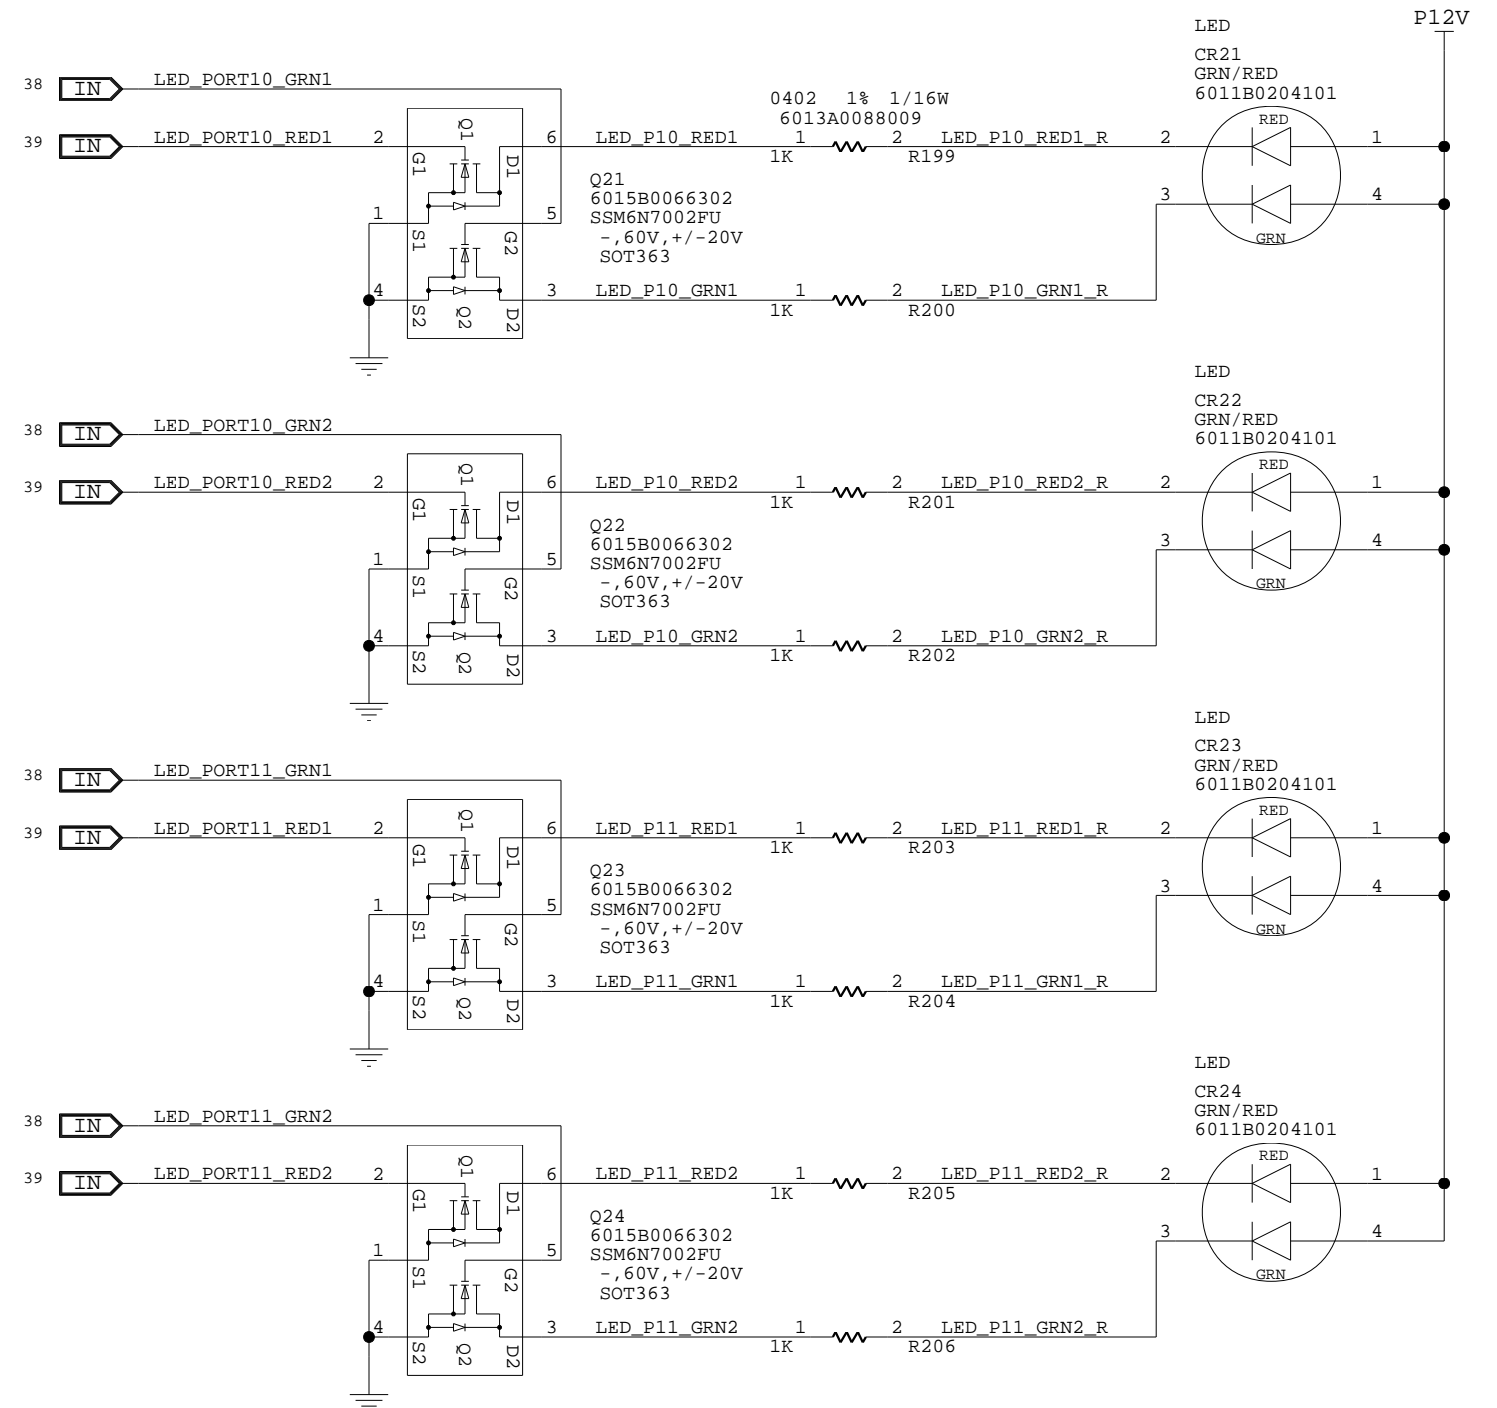 P12V
LED
CR21
GRN/RED
6011B0204101
38 IN LED_PORT10_GRN1
0402 1% 1/16W
6013A0088009
RED
39 IN LED_PORT10_RED1 2 Q1 6 LED_P10_RED1 1 2 LED_P10_RED1_R 2 1
G1 D1 1K R199
Q21
6015B0066302
SSM6N7002FU
-,60V,+/-20V
SOT363
3 4
1 5
S1 G2
GRN
4 3 LED_P10_GRN1 1 2 LED_P10_GRN1_R
S2 Q2 D2 1K R200
LED
CR22
GRN/RED
6011B0204101
38 IN LED_PORT10_GRN2
RED
39 IN LED_PORT10_RED2 2 Q1 6 LED_P10_RED2 1 2 LED_P10_RED2_R 2 1
G1 D1 1K R201
Q22
6015B0066302
SSM6N7002FU
-,60V,+/-20V
SOT363
3 4
1 5
S1 G2
GRN
4 3 LED_P10_GRN2 1 2 LED_P10_GRN2_R
S2 Q2 D2 1K R202
LED
CR23
GRN/RED
6011B0204101
38 IN LED_PORT11_GRN1
RED
39 IN LED_PORT11_RED1 2 Q1 6 LED_P11_RED1 1 2 LED_P11_RED1_R 2 1
G1 D1 1K R203
Q23
6015B0066302
SSM6N7002FU
-,60V,+/-20V
SOT363
3 4
1 5
S1 G2
GRN
4 3 LED_P11_GRN1 1 2 LED_P11_GRN1_R
S2 Q2 D2 1K R204
LED
CR24
GRN/RED
6011B0204101
38 IN LED_PORT11_GRN2
RED
39 IN LED_PORT11_RED2 2 Q1 6 LED_P11_RED2 1 2 LED_P11_RED2_R 2 1
G1 D1 1K R205
Q24
6015B0066302
SSM6N7002FU
-,60V,+/-20V
SOT363
3 4
1 5
S1 G2
GRN
4 3 LED_P11_GRN2 1 2 LED_P11_GRN2_R
S2 Q2 D2 1K R206